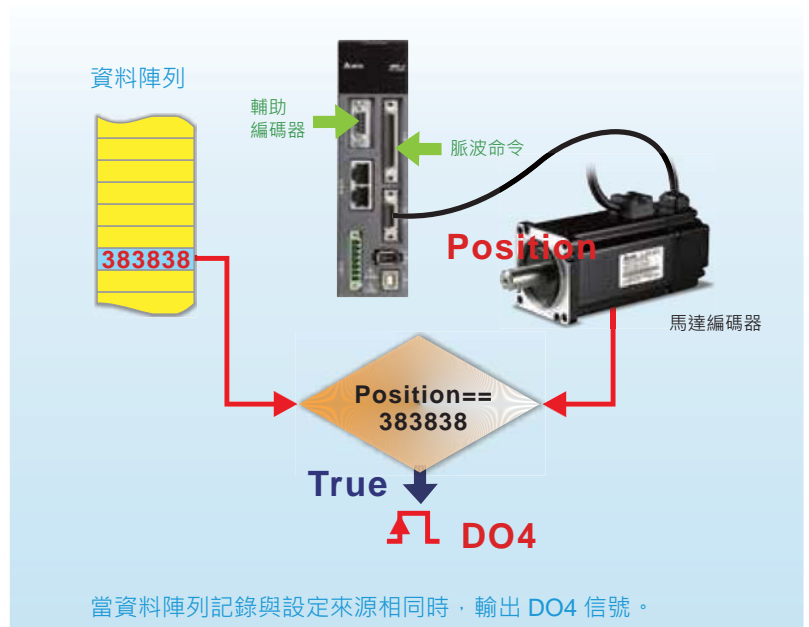 資料陣列
輔助
編碼器
脈波命令
383838
Position
馬達編碼器
Position==
383838
True
DO4
當資料陣列記錄與設定來源相同時，輸出 DO4 信號。